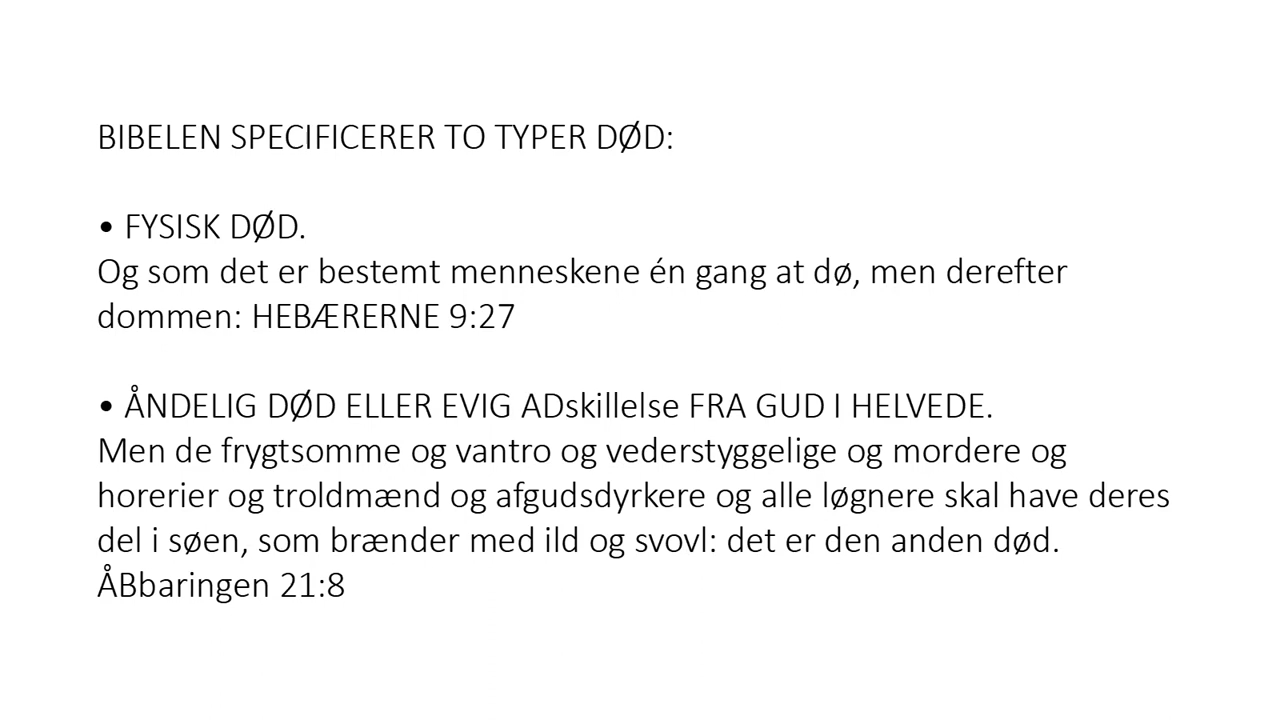 BIBELEN SPECIFICERER TO TYPER DØD:
• FYSISK DØD.
Og som det er bestemt menneskene én gang at dø, men derefter
dommen: HEBÆRERNE 9:27
• ÅNDELIG DØD ELLER EVIG ADskillelse FRA GUD I HELVEDE.
Men de frygtsomme og vantro og vederstyggelige og mordere og
horerier og troldmænd og afgudsdyrkere og alle løgnere skal have deres
del i søen, som brænder med ild og svovl: det er den anden død.
ÅBbaringen 21:8